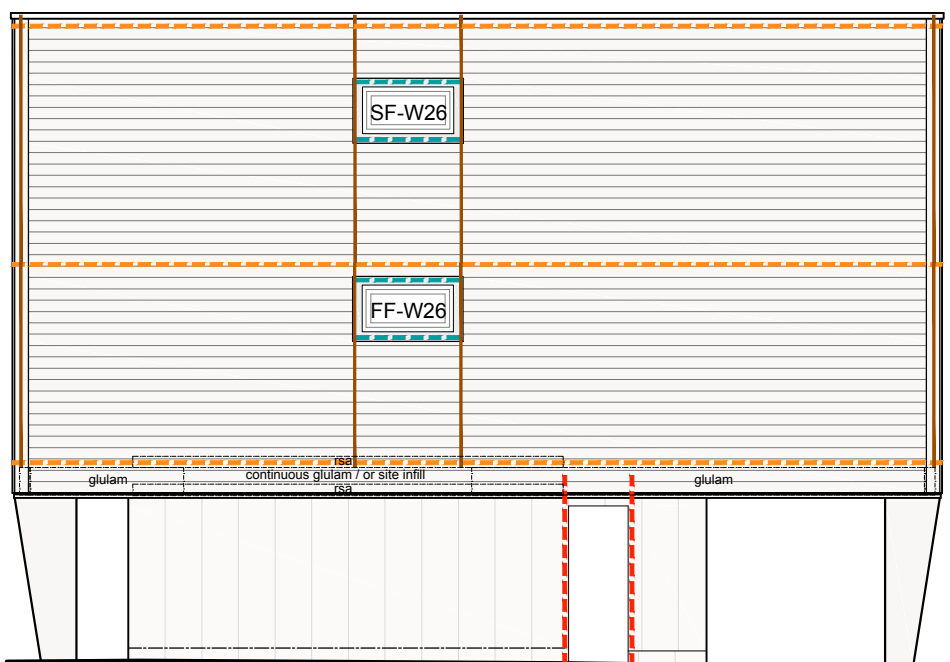 SF-W26
FF-W26
rsa
glulam continuous glulam / or site infill glulam
rsa